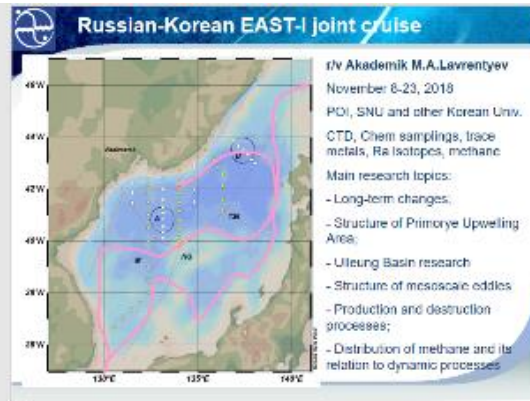 Russian-Korean EAST-I joint cruise
r/v Akademik M.A.Lavrentyev
November 8-23, 2018
POI, SNU and other Korean Univ.
CTD, Chem samplings, trace
metals, Ra isotopes, methane
Main research topics:
- Long-term changes;
- Structure of Primorye Upwelling
Area;
- Ulleung Basin research
- Structure of mesoscale eddies
- Production and destruction
processes;
- Distribution of methane and its
relation to dynamic processes
130°E
135°E
140°E